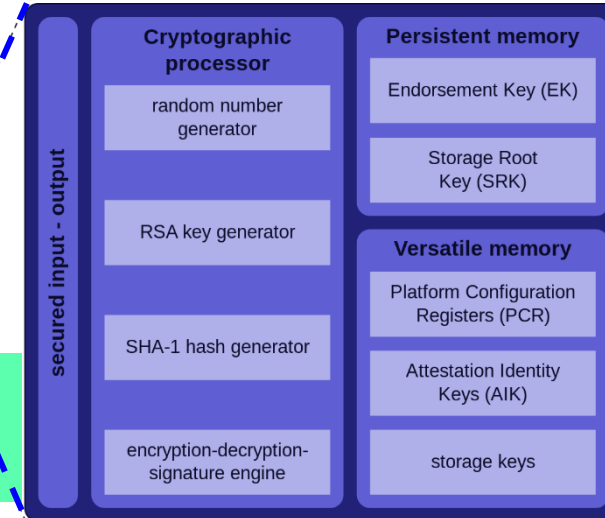 secured input - output
Cryptographic
processor
random number
generator
RSA key generator
SHA-1 hash generator
encryption-decryption-
signature engine
Persistent memory
Endorsement Key (EK)
Storage Root
Key (SRK)
Versatile memory
Platform Configuration
Registers (PCR)
Attestation Identity
Keys (AIK)
storage keys